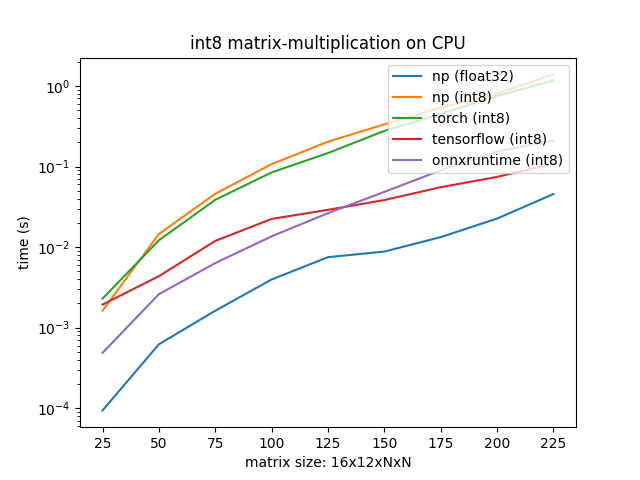 int8 matrix-multiplication on CPU
np (float32)
np (int8)
torch (int8)
tensorflow (int8)
onnxruntime (int8)
time (s)
10⁰
10⁻¹
10⁻²
10⁻³
10⁻⁴
25 50 75 100 125 150 175 200 225
matrix size: 16x12xNxN